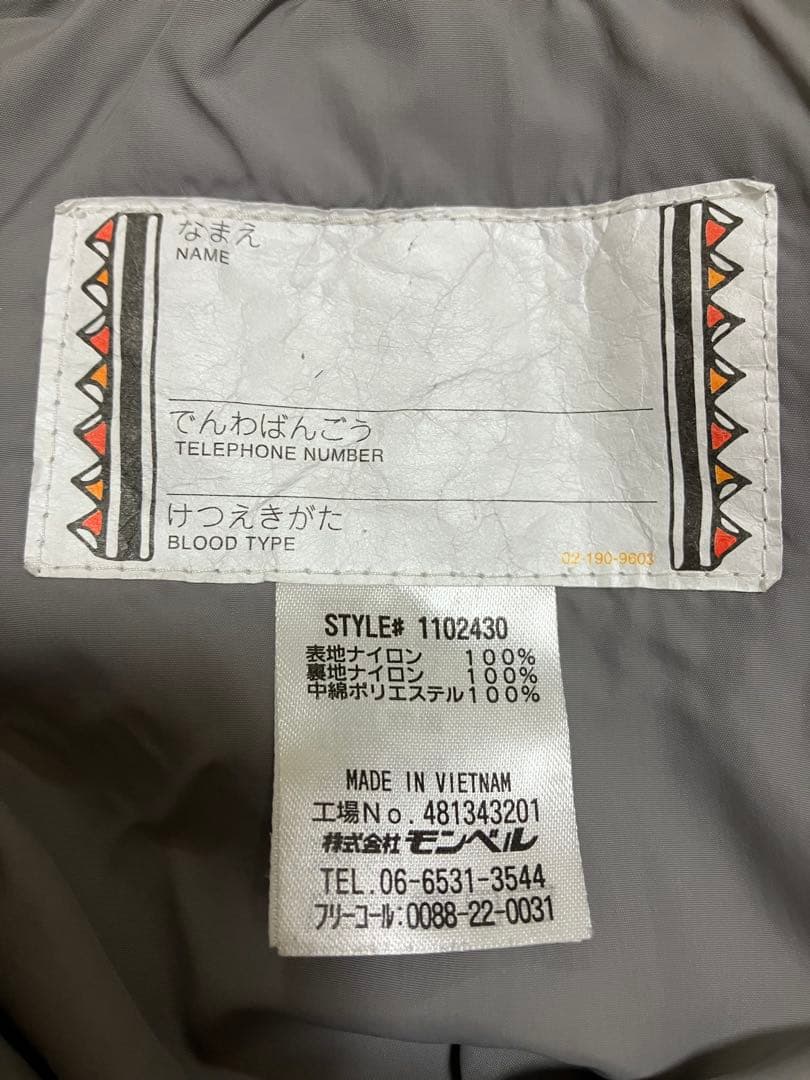 なまえ
NAME
でんわばんごう
TELEPHONE NUMBER
けつえきがた
BLOOD TYPE
02-190-9603
STYLE# 1102430
表地ナイロン 100%
裏地ナイロン 100%
中綿ポリエステル100%
MADE IN VIETNAM
工場No.481343201
株式会社モンベル
TEL.06-6531-3544
フリーコール:0088-22-0031